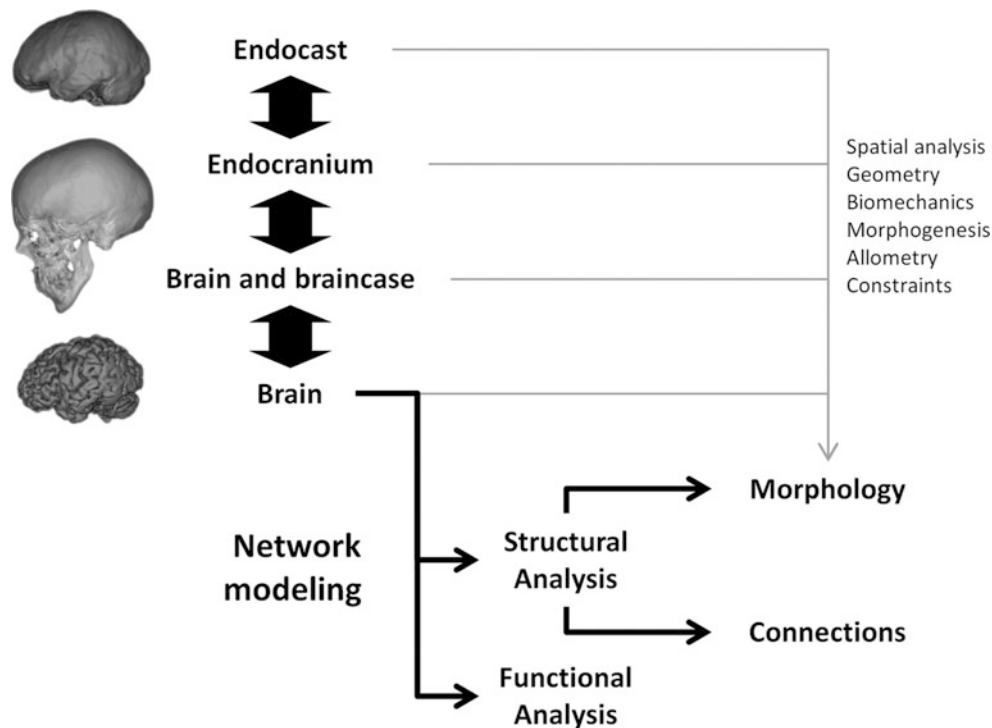 Endocast
Endocranium
Brain and braincase
Brain
Spatial analysis
Geometry
Biomechanics
Morphogenesis
Allometry
Constraints
Network
modeling
Structural
Analysis
Functional
Analysis
Morphology
Connections